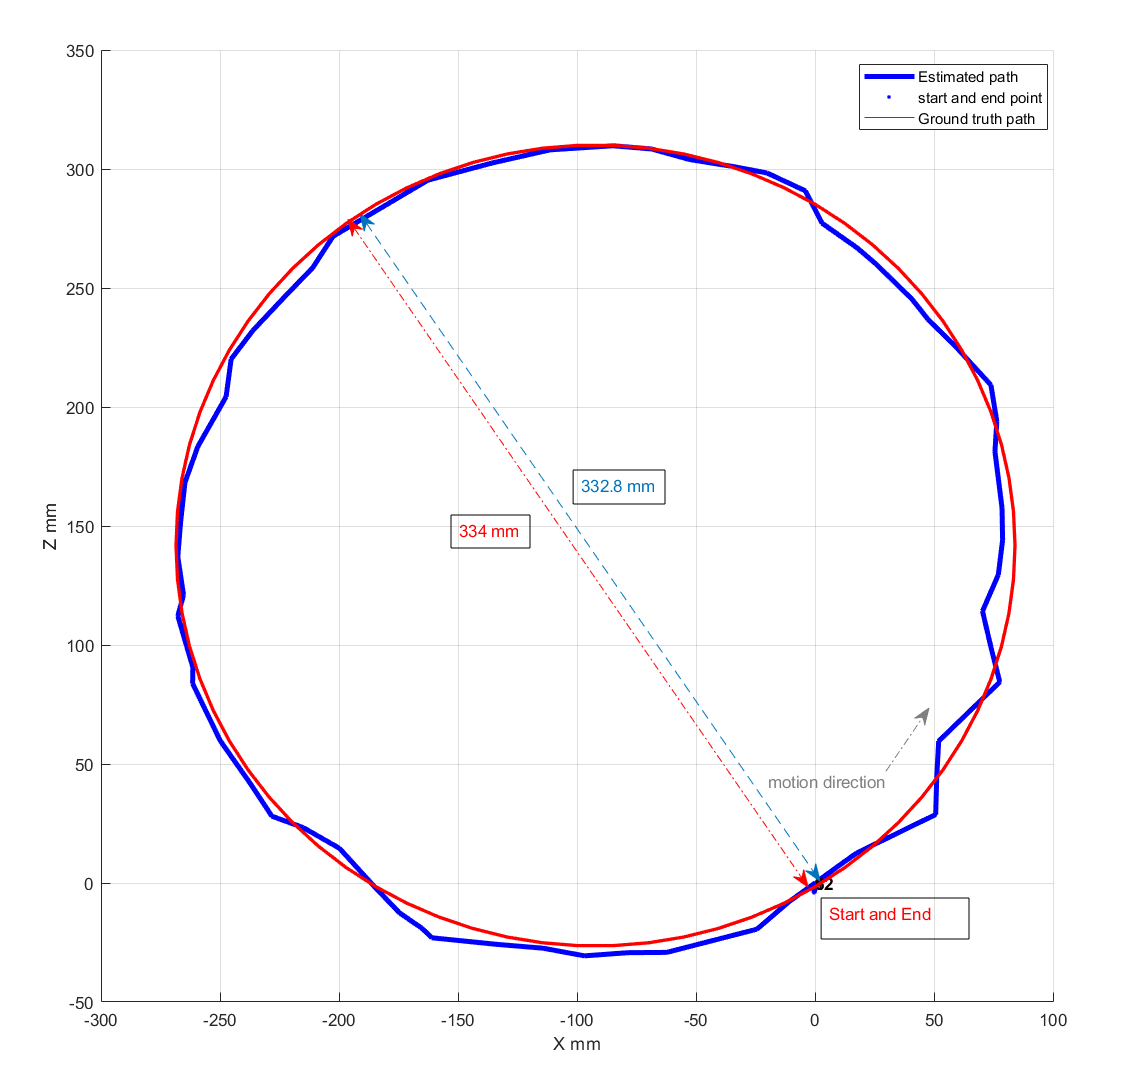 350
300
250
200
150
100
50
0
-50
Z mm
Estimated path
start and end point
Ground truth path
332.8 mm
334 mm
motion direction
Start and End
-300
-250
-200
-150
-100
-50
0
50
100
X mm